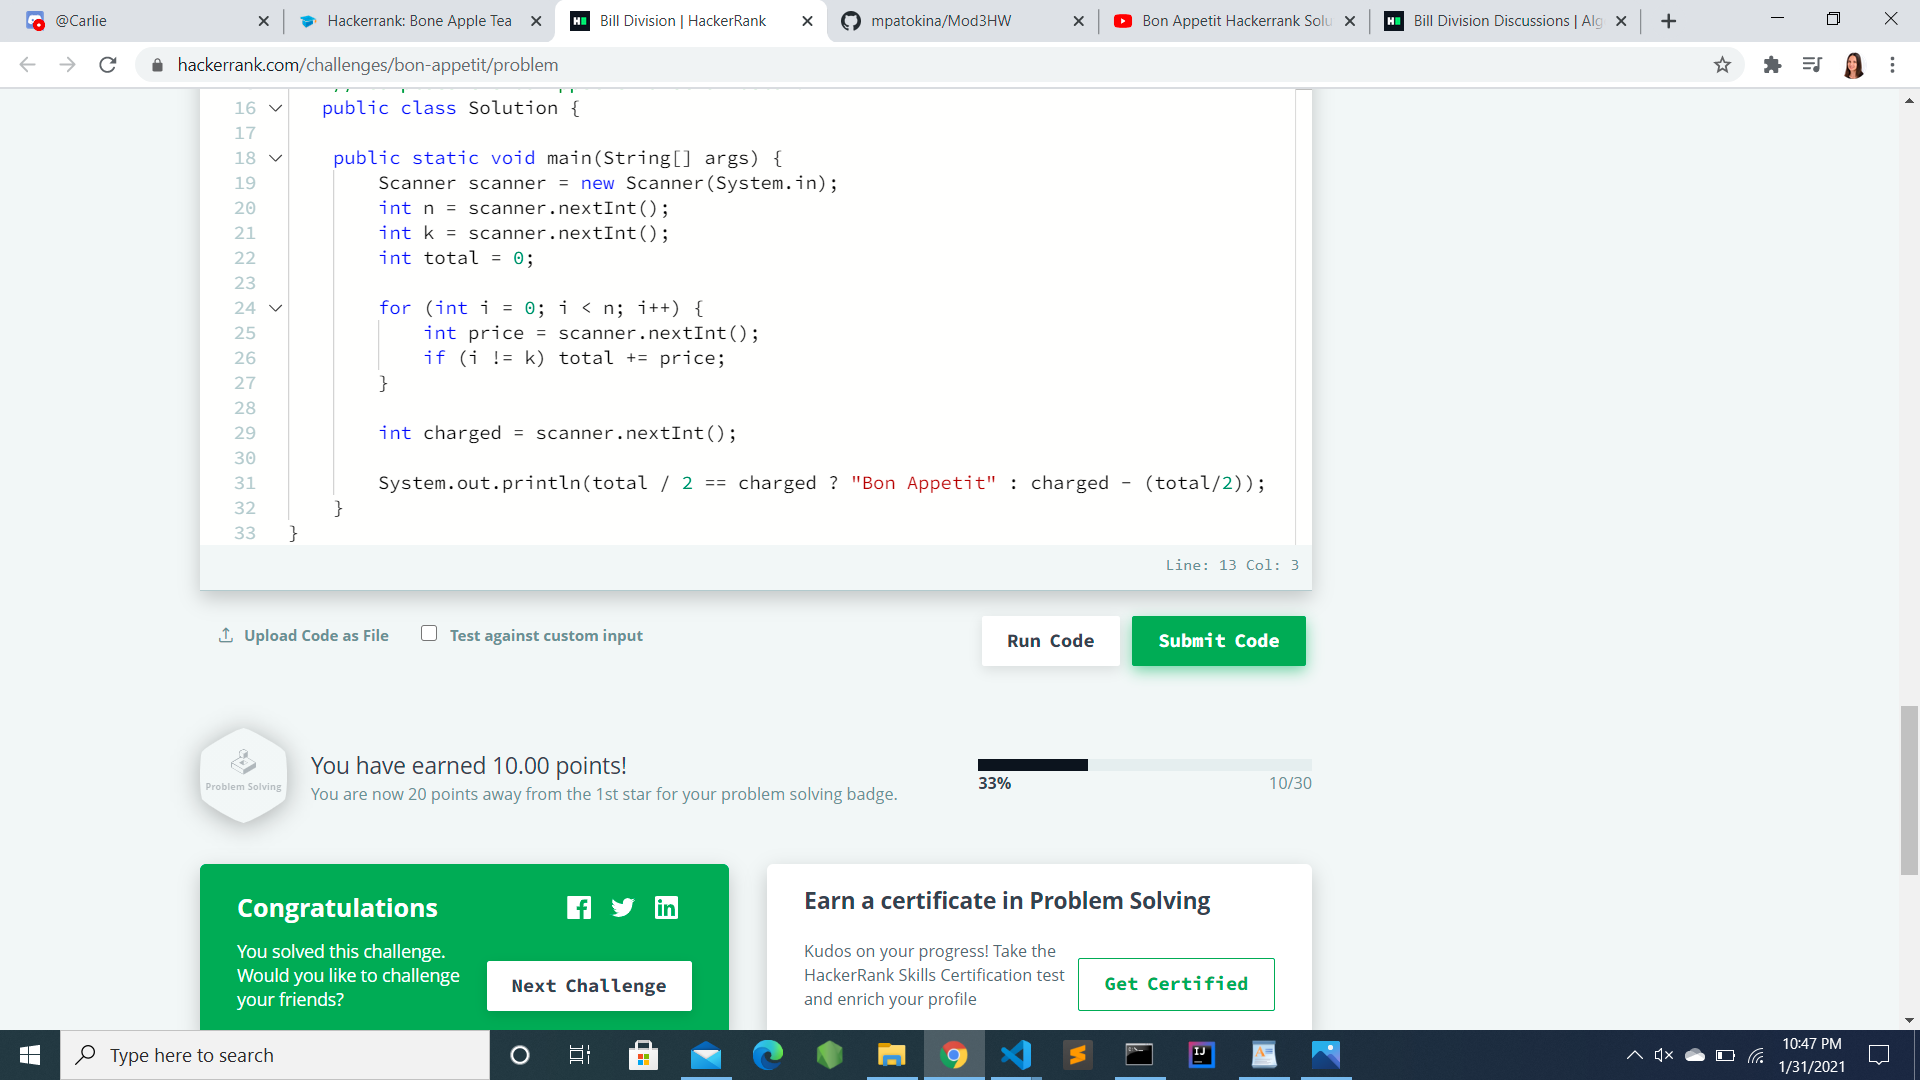 @Carlie
Hackerrank: Bone Apple Tea
Bill Division | HackerRank
mpatokina/Mod3HW
Bon Appetit Hackerrank Solu
Bill Division Discussions | Alg
hackerrank.com/challenges/bon-appetit/problem
16 public class Solution {
17
18 public static void main(String[] args) {
19 Scanner scanner = new Scanner(System.in);
20 int n = scanner.nextInt();
21 int k = scanner.nextInt();
22 int total = 0;
23
24 for (int i = 0; i < n; i++) {
25 int price = scanner.nextInt();
26 if (i != k) total += price;
27 }
28
29 int charged = scanner.nextInt();
30
31 System.out.println(total / 2 == charged ? "Bon Appetit" : charged - (total/2));
32 }
33 }
Line: 13 Col: 3
Upload Code as File
Test against custom input
Run Code
Submit Code
Problem Solving
You have earned 10.00 points!
You are now 20 points away from the 1st star for your problem solving badge.
33%
10/30
Congratulations
You solved this challenge.
Would you like to challenge
your friends?
Next Challenge
Earn a certificate in Problem Solving
Kudos on your progress! Take the
HackerRank Skills Certification test
and enrich your profile
Get Certified
Type here to search
10:47 PM
1/31/2021